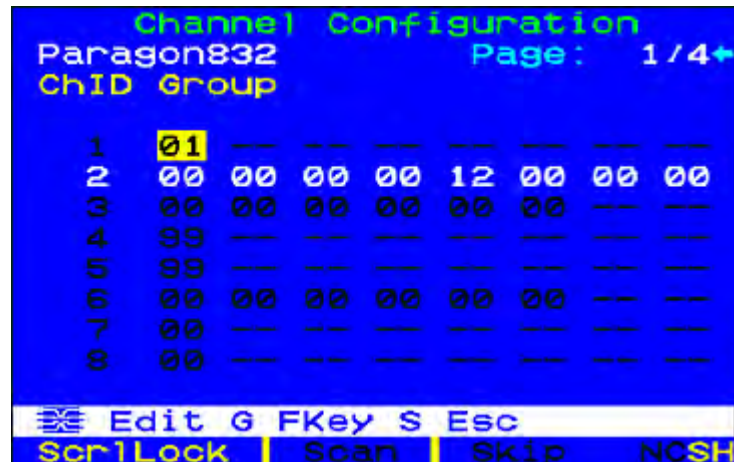 Channel Configuration
Paragon832 Page: 1/4
ChID Group
1 01 -- -- -- -- -- -- --
2 00 00 00 00 12 00 00 00
3 00 00 00 00 00 00 -- --
4 99 -- -- -- -- -- -- --
5 99 -- -- -- -- -- -- --
6 00 00 00 00 00 00 -- --
7 00 -- -- -- -- -- -- --
8 00 -- -- -- -- -- -- --
Edit G FKey S Esc
ScrlLock Scan Skip NCSH